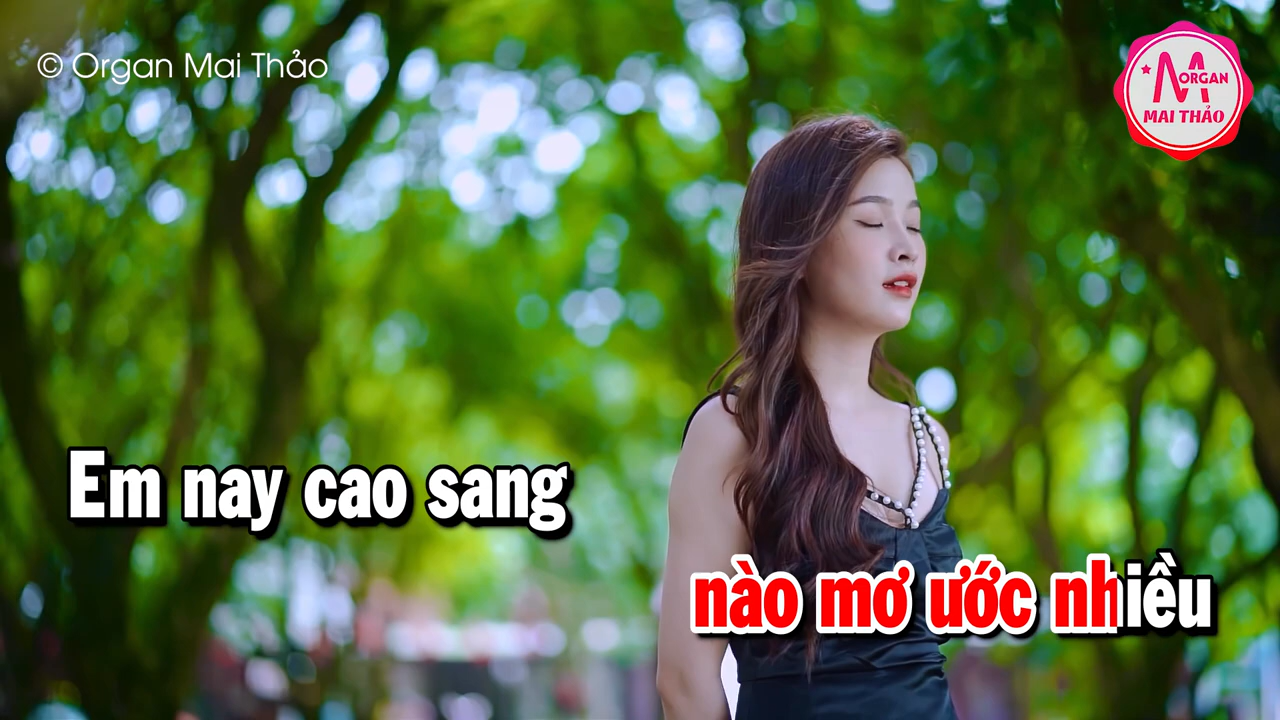 © Organ Mai Thảo
M ORGAN
MAI THẢO
Em nay cao sang
nào mơ ước nhiều